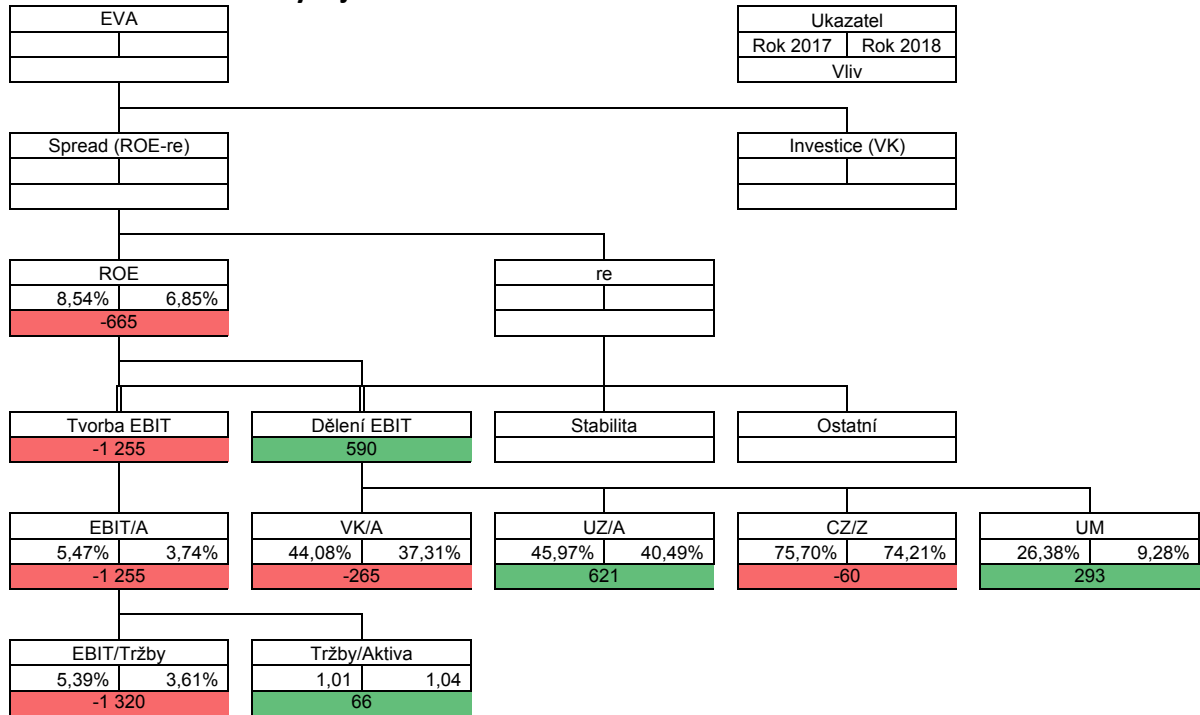 EVA
Ukazatel
Rok 2017 Rok 2018
Vliv
Spread (ROE-re)
Investice (VK)
ROE
re
8,54% 6,85%
-665
Tvorba EBIT
Dělení EBIT
Stabilita
Ostatní
-1 255
590
EBIT/A
VK/A
UZ/A
CZ/Z
UM
5,47% 3,74%
44,08% 37,31%
45,97% 40,49%
75,70% 74,21%
26,38% 9,28%
-1 255
-265
621
-60
293
EBIT/Tržby
Tržby/Aktiva
5,39% 3,61%
1,01 1,04
-1 320
66